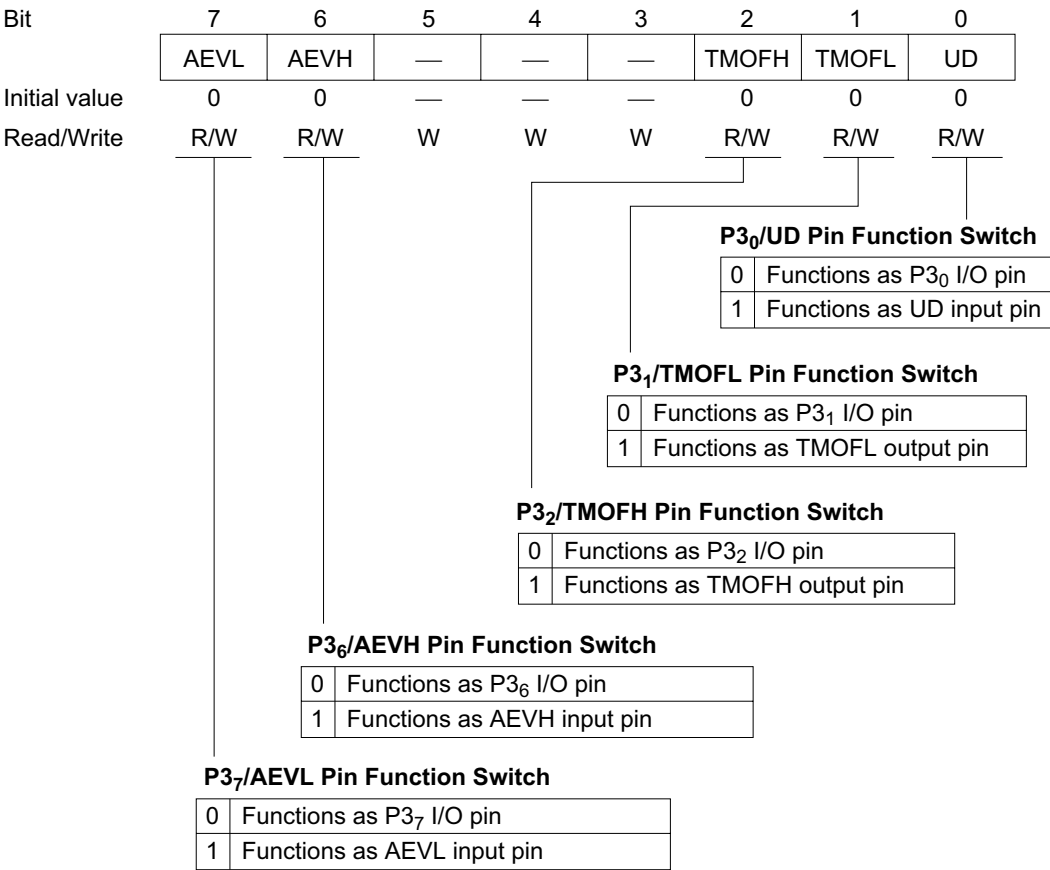 Bit 7 6 5 4 3 2 1 0
AEVL AEVH — — — TMOFH TMOFL UD
Initial value 0 0 — — — 0 0 0
Read/Write R/W R/W W W W R/W R/W R/W
P3₀/UD Pin Function Switch
0 Functions as P3₀ I/O pin
1 Functions as UD input pin
P3₁/TMOFL Pin Function Switch
0 Functions as P3₁ I/O pin
1 Functions as TMOFL output pin
P3₂/TMOFH Pin Function Switch
0 Functions as P3₂ I/O pin
1 Functions as TMOFH output pin
P3₆/AEVH Pin Function Switch
0 Functions as P3₆ I/O pin
1 Functions as AEVH input pin
P3₇/AEVL Pin Function Switch
0 Functions as P3₇ I/O pin
1 Functions as AEVL input pin